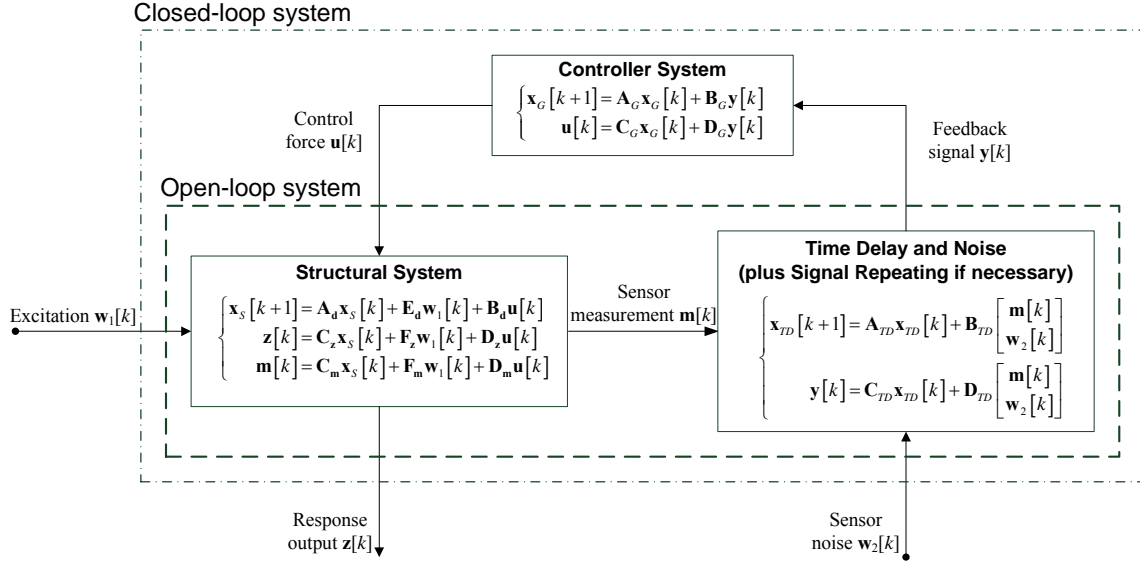 Closed-loop system
Controller System
x_G[k+1] = A_G x_G[k] + B_G y[k]
u[k] = C_G x_G[k] + D_G y[k]
Control
force u[k]
Feedback
signal y[k]
Open-loop system
Structural System
x_S[k+1] = A_d x_S[k] + E_d w_1[k] + B_d u[k]
z[k] = C_z x_S[k] + F_z w_1[k] + D_z u[k]
m[k] = C_m x_S[k] + F_m w_1[k] + D_m u[k]
Excitation w_1[k]
Sensor
measurement m[k]
Time Delay and Noise
(plus Signal Repeating if necessary)
x_TD[k+1] = A_TD x_TD[k] + B_TD [m[k] w_2[k]]
y[k] = C_TD x_TD[k] + D_TD [m[k] w_2[k]]
Response
output z[k]
Sensor
noise w_2[k]